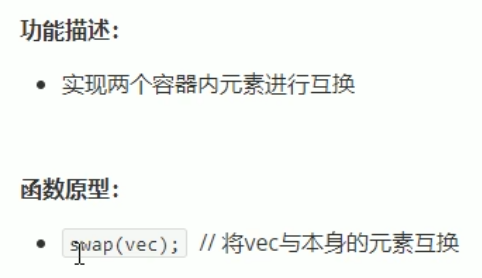 功能描述：
• 实现两个容器内元素进行互换
函数原型：
• swap(vec); // 将vec与本身的元素互换